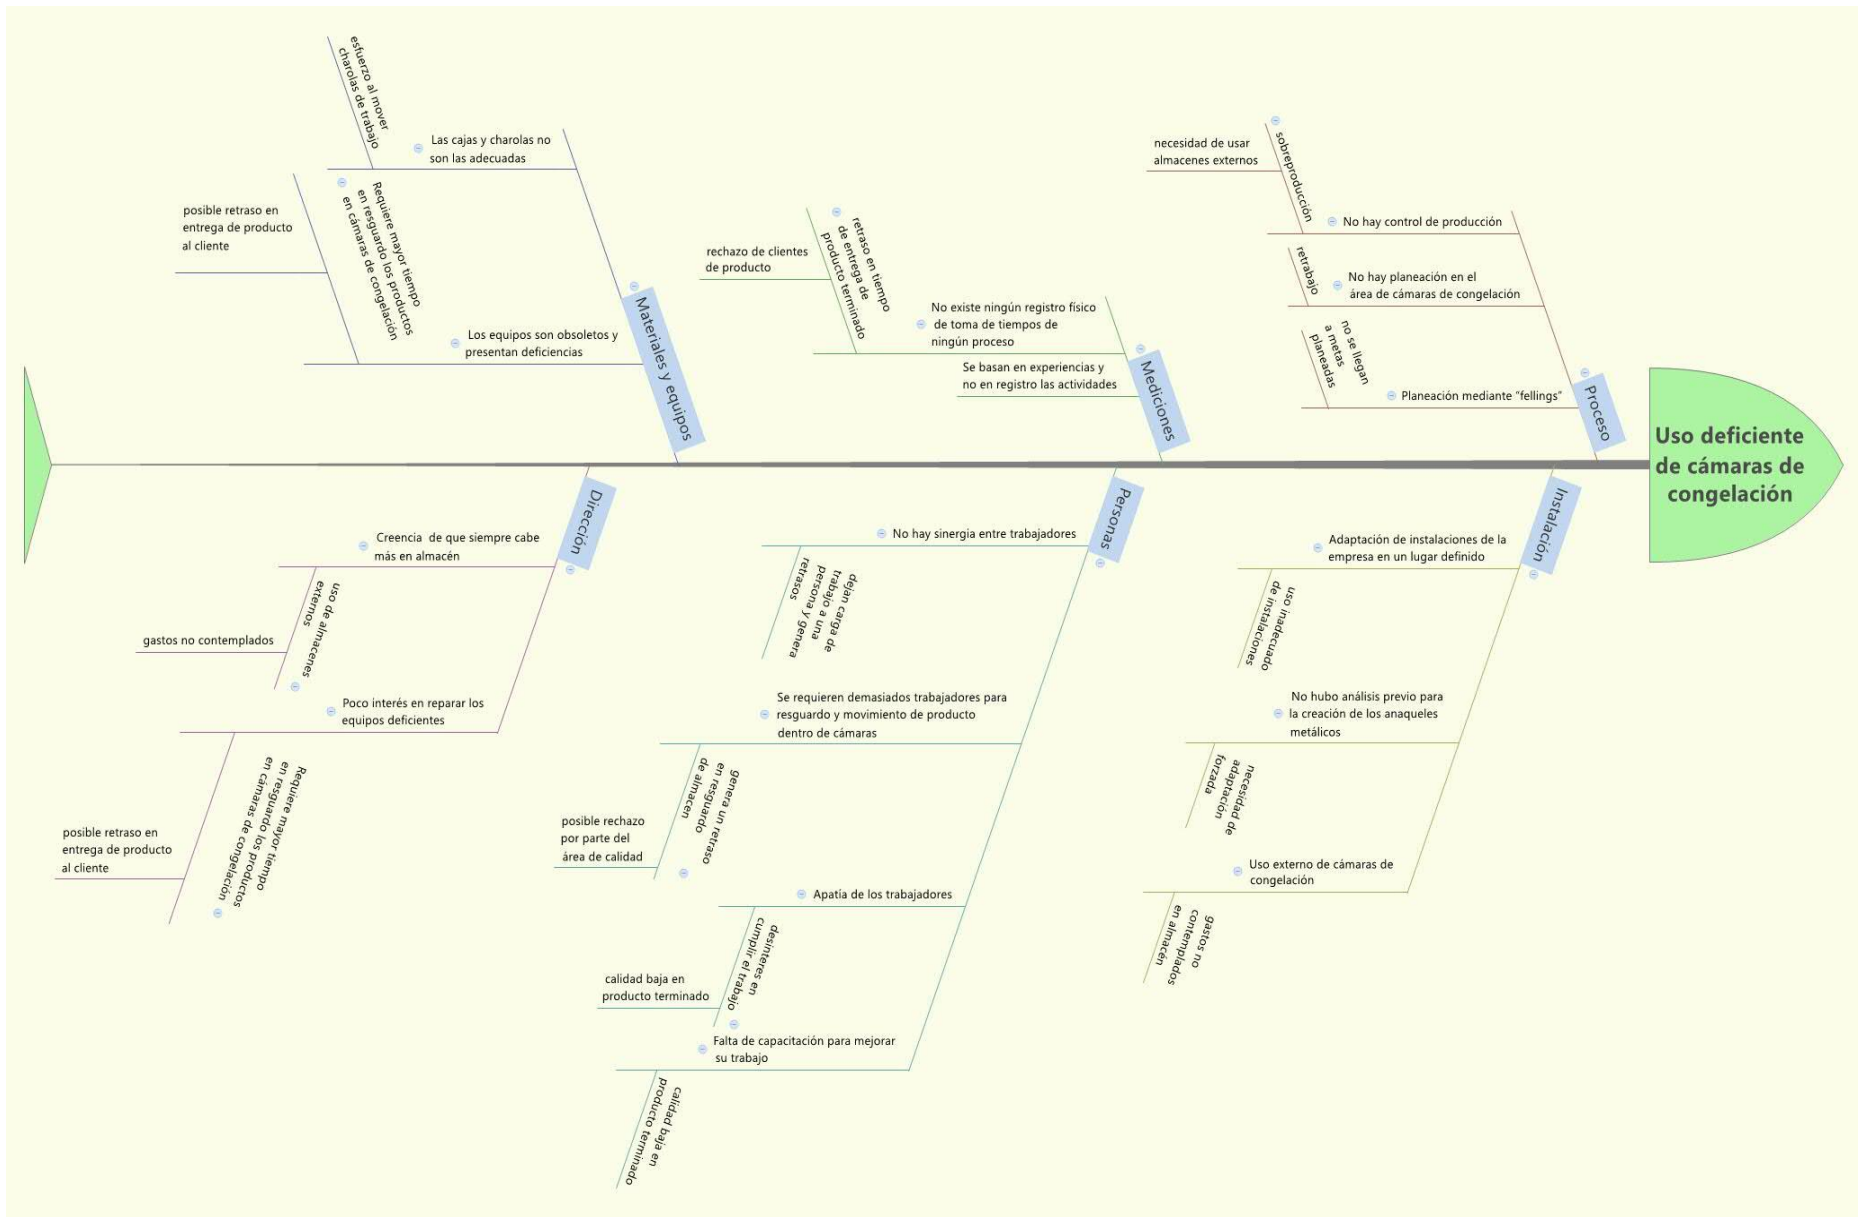 esfuerzo al mover
charolas de trabajo
Las cajas y charolas no
son las adecuadas
posible retraso en
entrega de producto
al cliente
Requiere mayor tiempo
en resguardo los productos
en cámaras de congelación
Los equipos son obsoletos y
presentan deficiencias
Materiales y equipos
rechazo de clientes
de producto
retraso en tiempo
de entrega de
producto terminado
No existe ningún registro físico
de toma de tiempos de
ningún proceso
Se basan en experiencias y
no en registro las actividades
Mediciones
necesidad de usar
almacenes externos
sobreproducción
No hay control de producción
retrabajo
No hay planeación en el
área de cámaras de congelación
no se llegan
a metas
planeadas
Planeación mediante “fellings”
Proceso
Uso deficiente
de cámaras de
congelación
Dirección
Creencia de que siempre cabe
más en almacén
uso de almacenes
externos
gastos no contemplados
Poco interés en reparar los
equipos deficientes
Requiere mayor tiempo
en resguardo los productos
en cámaras de congelación
posible retraso en
entrega de producto
al cliente
Personas
No hay sinergia entre trabajadores
dejan carga de
trabajo a una
persona y genera
retrasos
Se requieren demasiados trabajadores para
resguardo y movimiento de producto
dentro de cámaras
genera un retraso
en resguardo
de almacen
posible rechazo
por parte del
área de calidad
Apatía de los trabajadores
desinteres en
cumplir el trabajo
calidad baja en
producto terminado
Falta de capacitación para mejorar
su trabajo
calidad baja en
producto terminado
Instalación
Adaptación de instalaciones de la
empresa en un lugar definido
uso inadecuado
de instalaciones
No hubo análisis previo para
la creación de los anaqueles
metálicos
necesidad de
adaptación
forzada
Uso externo de cámaras de
congelación
gastos no
contemplados
en almacén